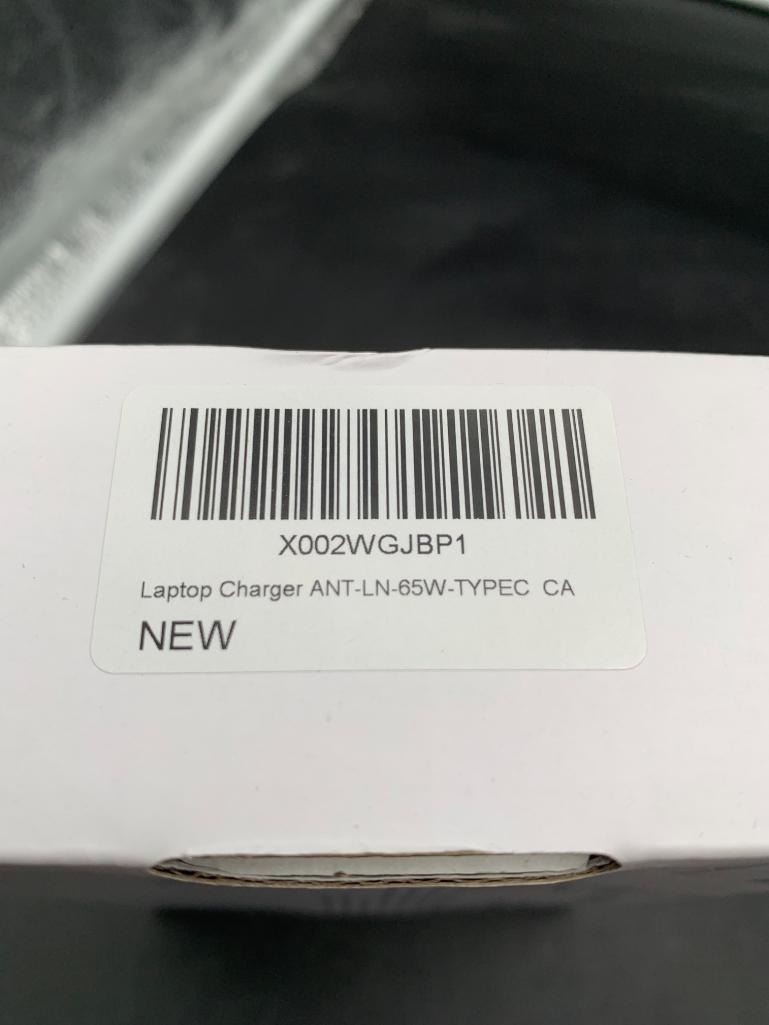 X002WGJBP1
Laptop Charger ANT-LN-65W-TYPEC CA
NEW